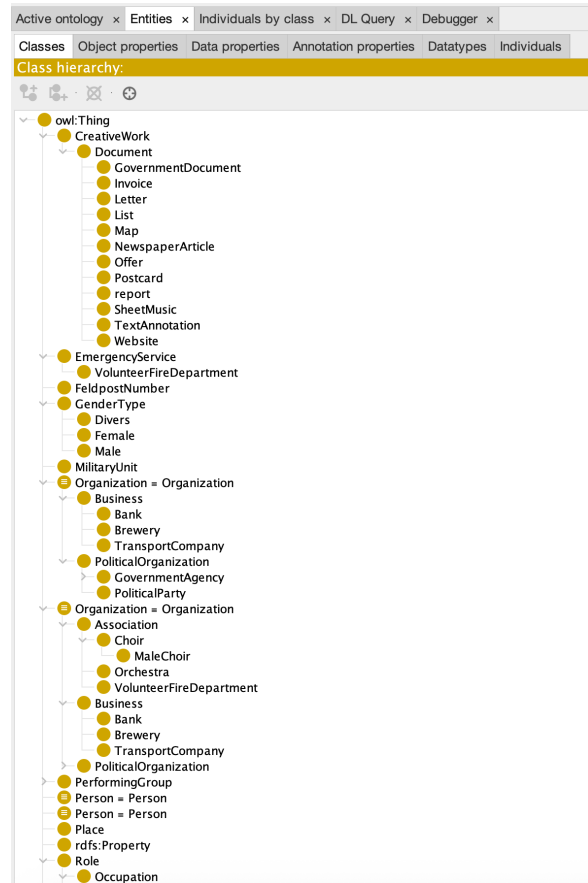 Active ontology × Entities × Individuals by class × DL Query × Debugger ×
Classes Object properties Data properties Annotation properties Datatypes Individuals
Class hierarchy:
owl:Thing
CreativeWork
Document
GovernmentDocument
Invoice
Letter
List
Map
NewspaperArticle
Offer
Postcard
report
SheetMusic
TextAnnotation
Website
EmergencyService
VolunteerFireDepartment
FeldpostNumber
GenderType
Divers
Female
Male
MilitaryUnit
Organization = Organization
Business
Bank
Brewery
TransportCompany
PoliticalOrganization
GovernmentAgency
PoliticalParty
Organization = Organization
Association
Choir
MaleChoir
Orchestra
VolunteerFireDepartment
Business
Bank
Brewery
TransportCompany
PoliticalOrganization
PerformingGroup
Person = Person
Person = Person
Place
rdfs:Property
Role
Occupation